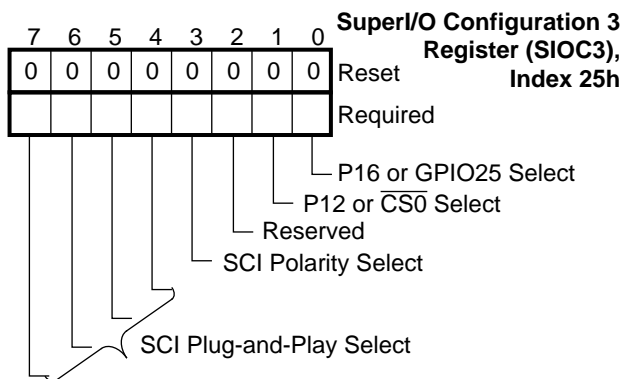 SuperI/O Configuration 3
Register (SIOC3),
Index 25h
7 6 5 4 3 2 1 0
0 0 0 0 0 0 0 0 Reset
Required
P16 or GPIO25 Select
P12 or C̅S̅0̅ Select
Reserved
SCI Polarity Select
SCI Plug-and-Play Select